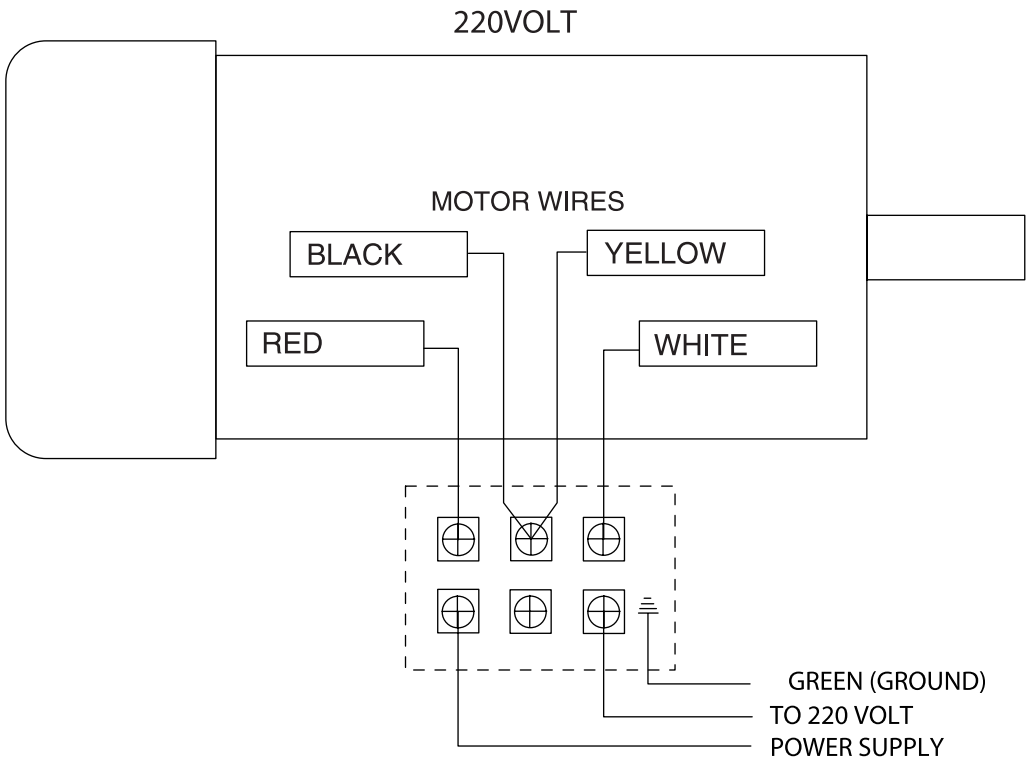 220VOLT
MOTOR WIRES
BLACK
YELLOW
RED
WHITE
GREEN (GROUND)
TO 220 VOLT
POWER SUPPLY